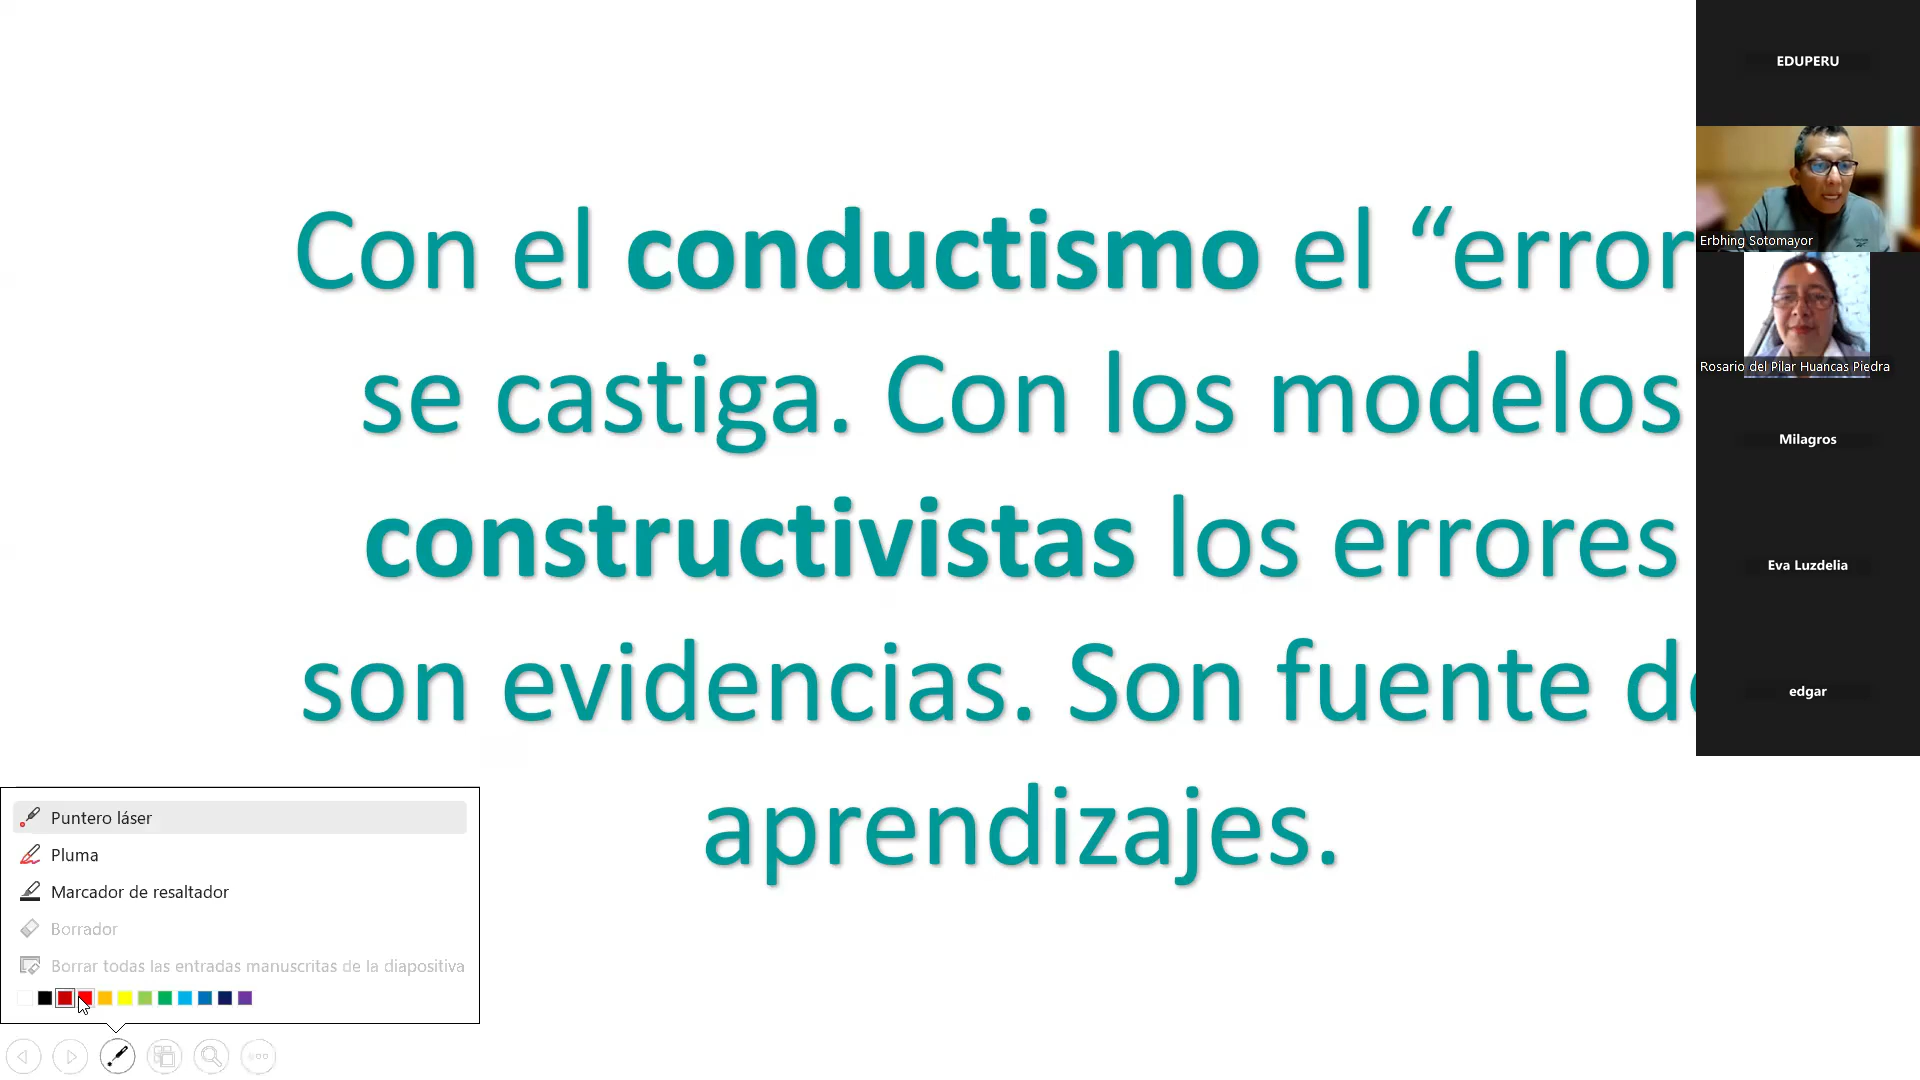 Con el conductismo el “error
se castiga. Con los modelos
constructivistas los errores
son evidencias. Son fuente de
aprendizajes.
EDUPERU
Erbhing Sotomayor
Rosario del Pilar Huancas Piedra
Milagros
Eva Luzdelia
edgar
Puntero láser
Pluma
Marcador de resaltador
Borrador
Borrar todas las entradas manuscritas de la diapositiva